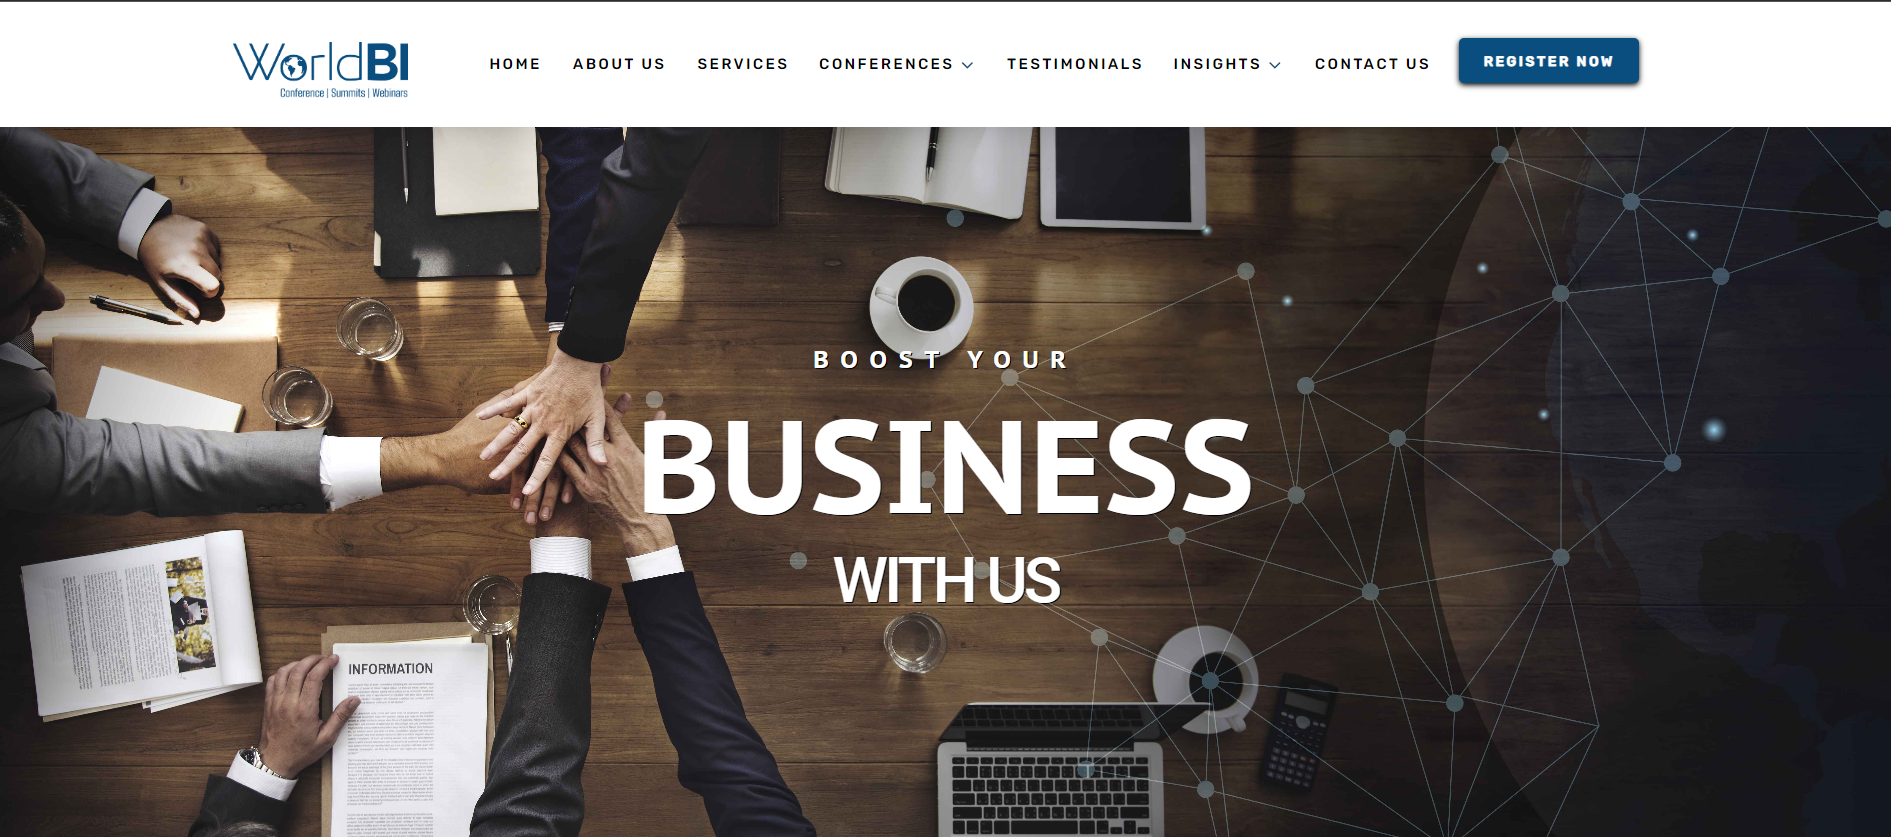 WorldBI
Conference | Summits | Webinars
HOME
ABOUT US
SERVICES
CONFERENCES
TESTIMONIALS
INSIGHTS
CONTACT US
REGISTER NOW
BOOST YOUR
BUSINESS
WITH US
INFORMATION